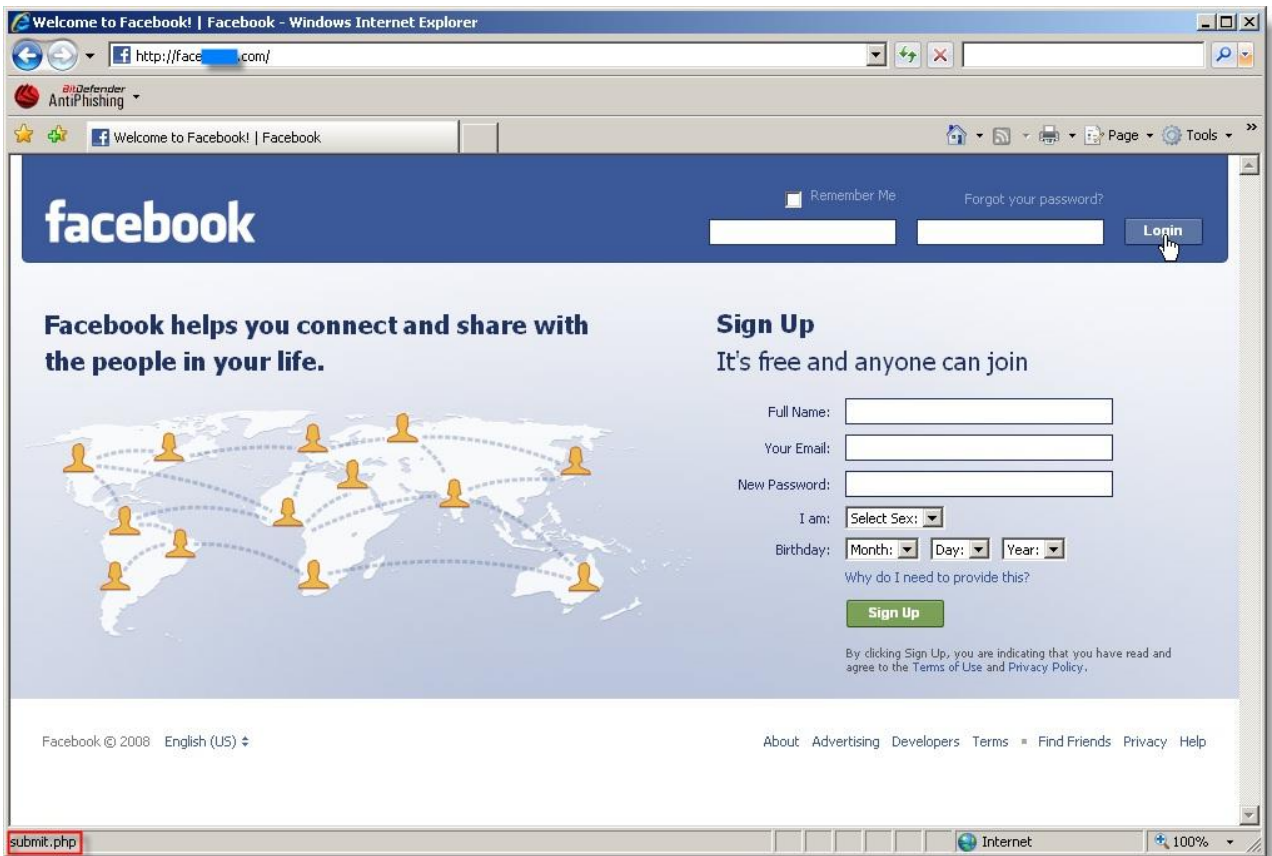 Welcome to Facebook! | Facebook - Windows Internet Explorer
http://face .com/
BitDefender
AntiPhishing
Welcome to Facebook! | Facebook
Page Tools »
facebook
Remember Me Forgot your password?
Login
Facebook helps you connect and share with
the people in your life.
Sign Up
It's free and anyone can join
Full Name:
Your Email:
New Password:
I am: Select Sex:
Birthday: Month: Day: Year:
Why do I need to provide this?
Sign Up
By clicking Sign Up, you are indicating that you have read and
agree to the Terms of Use and Privacy Policy.
Facebook © 2008 English (US)
About Advertising Developers Terms Find Friends Privacy Help
submit.php
Internet 100%